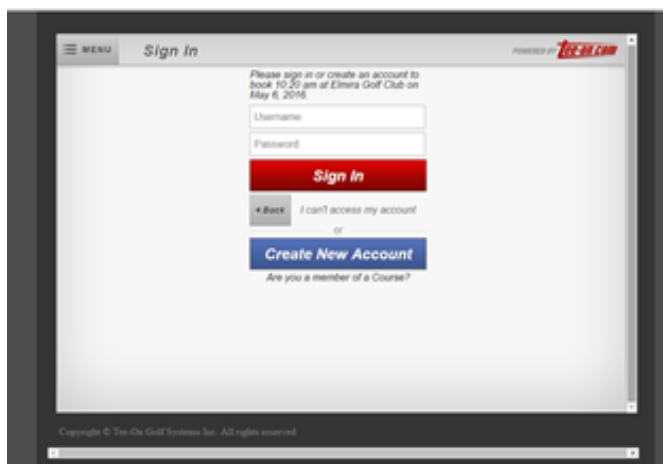 MENU
Sign In
POWERED BY Tee-on.com
Please sign in or create an account to
book 10:20 am at Elmira Golf Club on
May 6, 2016.
Username
Password
Sign In
Back
I can't access my account
or
Create New Account
Are you a member of a Course?
Copyright © Tee-On Golf Systems Inc. All rights reserved